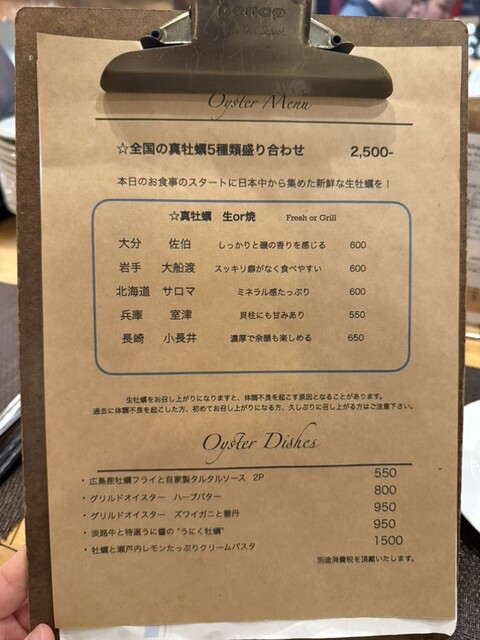 Oyster Menu
☆全国の真牡蠣5種類盛り合わせ 2,500-
本日のお食事のスタートに日本中から集めた新鮮な生牡蠣を！
☆真牡蠣 生or焼 Fresh or Grill
大分 佐伯 しっかりと磯の香りを感じる 600
岩手 大船渡 スッキリ癖がなく食べやすい 600
北海道 サロマ ミネラル感たっぷり 600
兵庫 室津 貝柱にも甘みあり 550
長崎 小長井 濃厚で余韻も楽しめる 650
生牡蠣をお召し上がりになりますと、体調不良を起こす原因となることがあります。
過去に体調不良を起こした方、初めてお召し上がりになる方、久しぶりに召し上がる方はご注意下さい。
Oyster Dishes
・広島産牡蠣フライと自家製タルタルソース 2P 550
・グリルドオイスター ハーブバター 800
・グリルドオイスター ズワイガニと雲丹 950
・淡路牛と特選うに醤の“うにく牡蠣” 950
・牡蠣と瀬戸内レモンたっぷりクリームパスタ 1500
別途消費税を頂戴いたします。